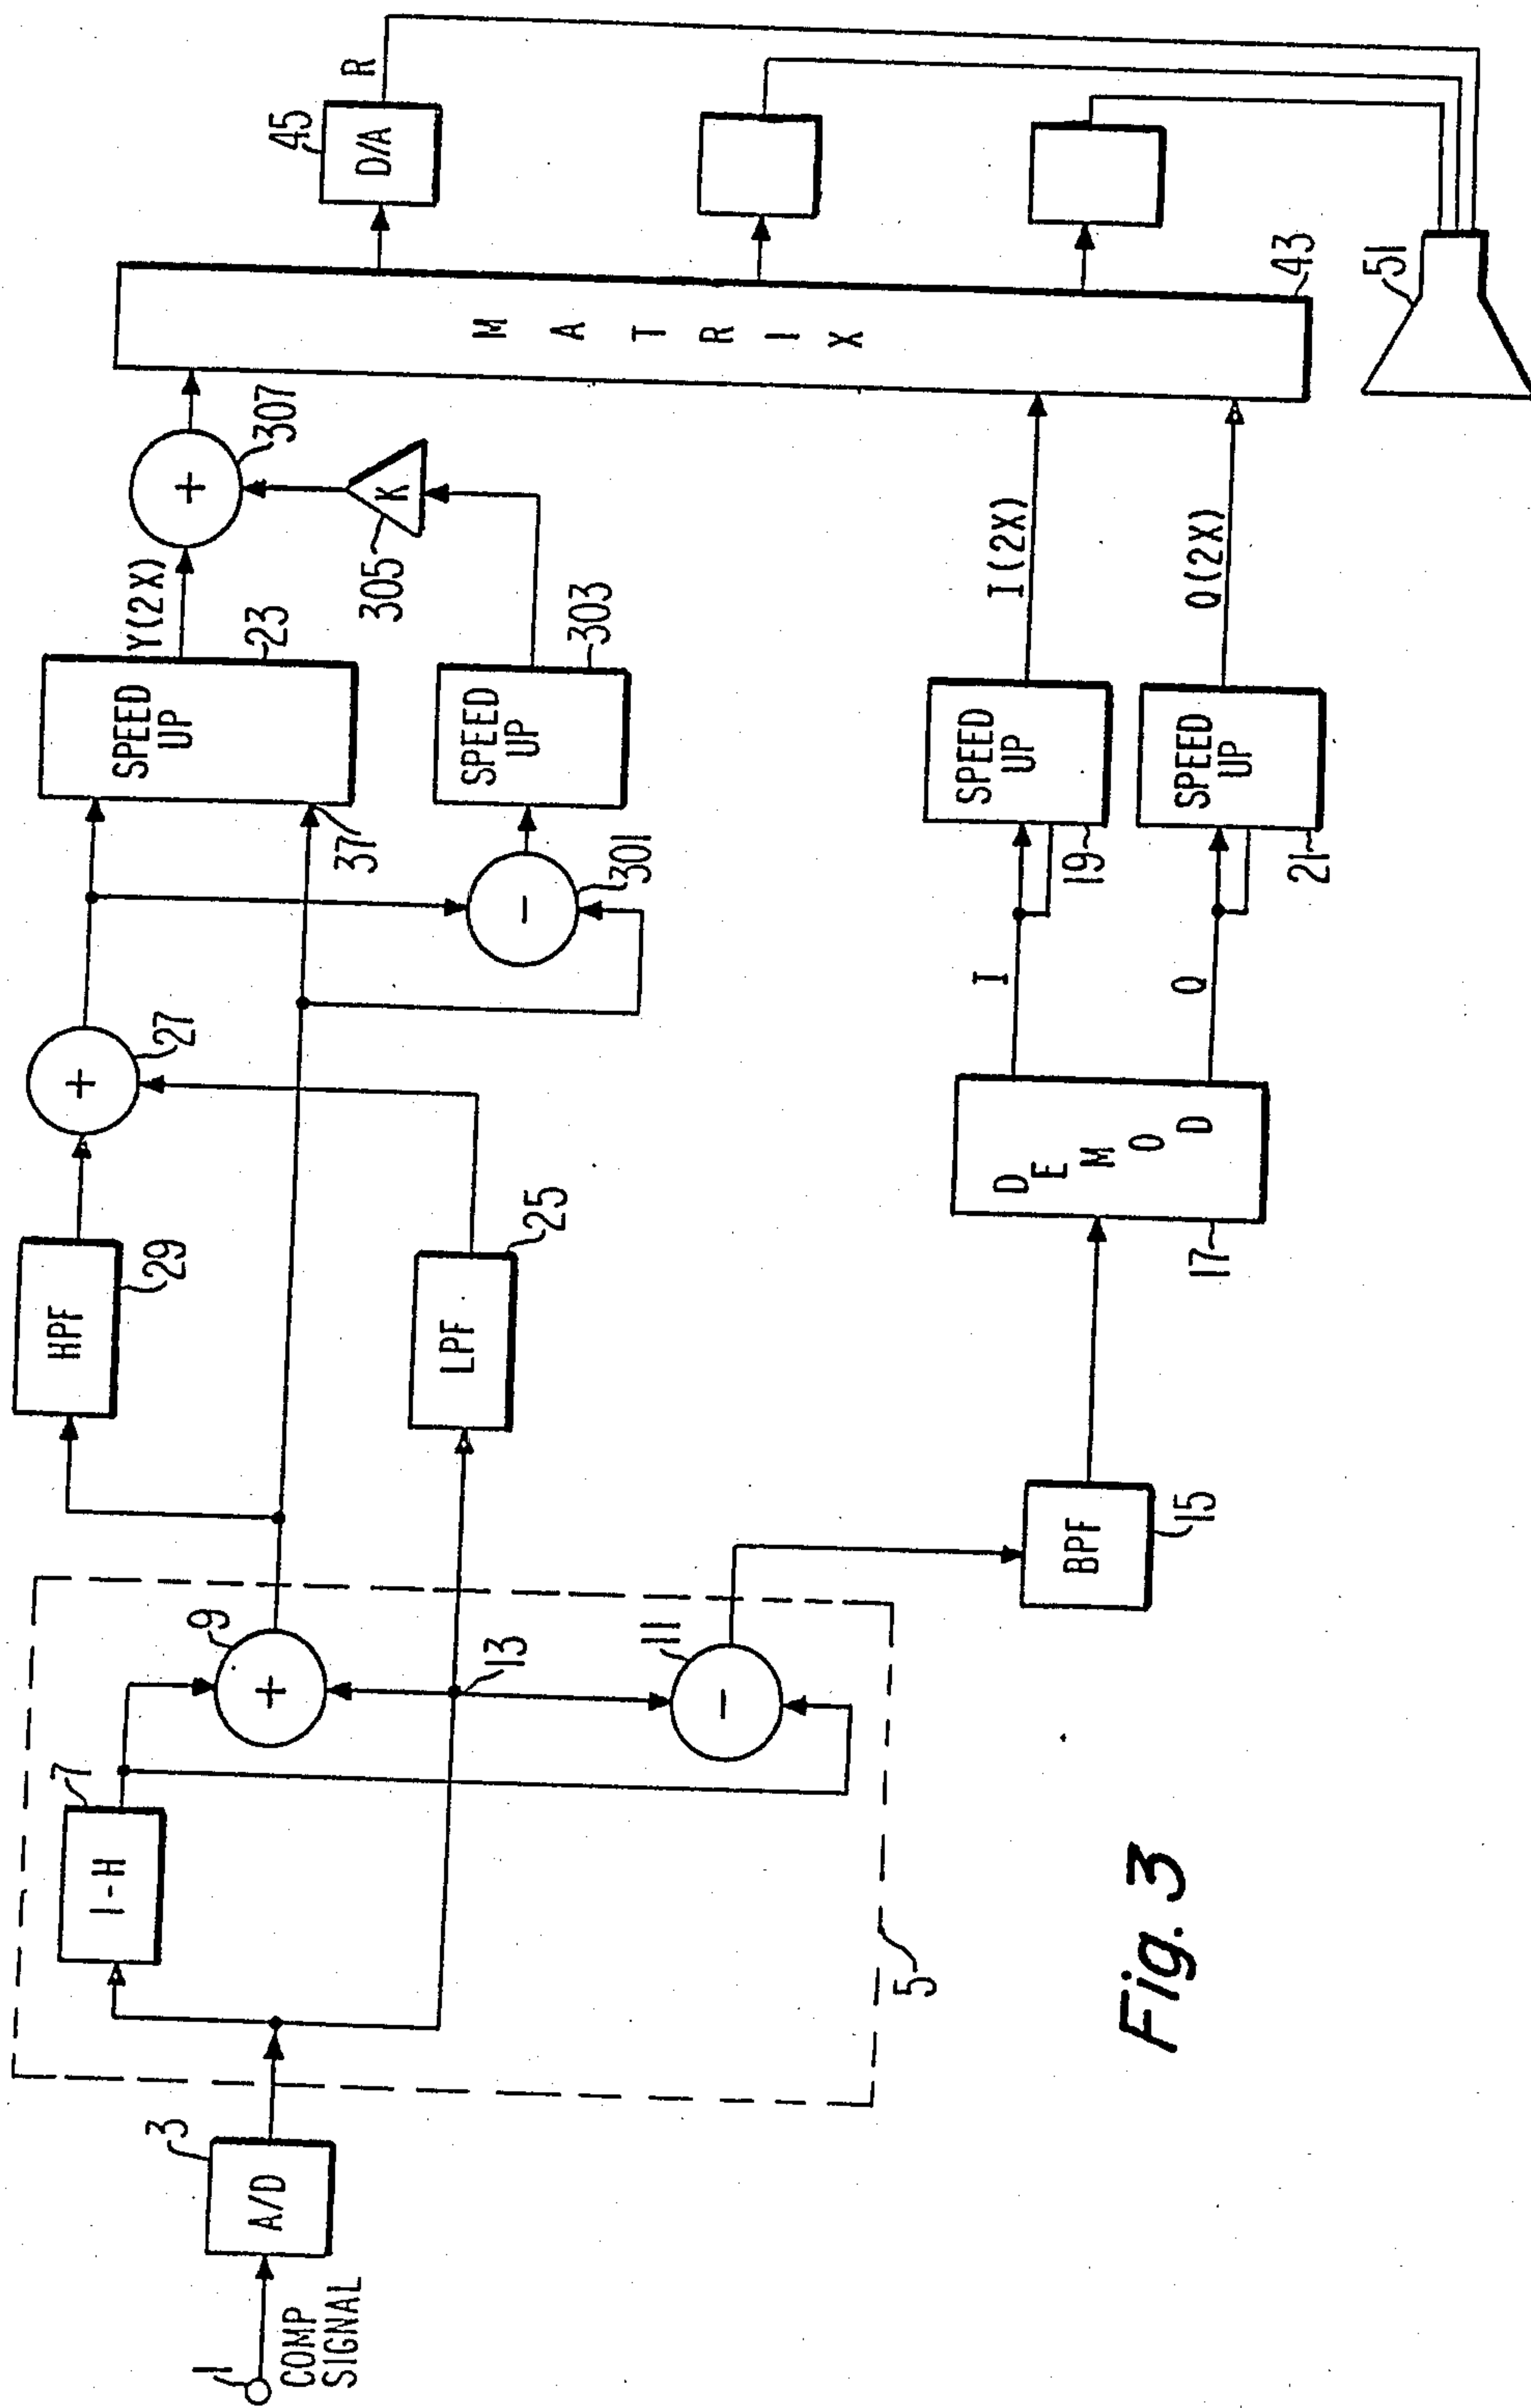 1
COMP
SIGNAL
3
A/D
5
7
1-H
9
+
13
11
-
HPF
29
LPF
25
BPF
15
27
+
37
301
-
DEMOD
17
I
Q
SPEED
UP
23
Y(2X)
SPEED
UP
303
305
K
307
+
SPEED
UP
19
I(2X)
SPEED
UP
21
Q(2X)
MATRIX
43
45
D/A
R
51
Fig. 3